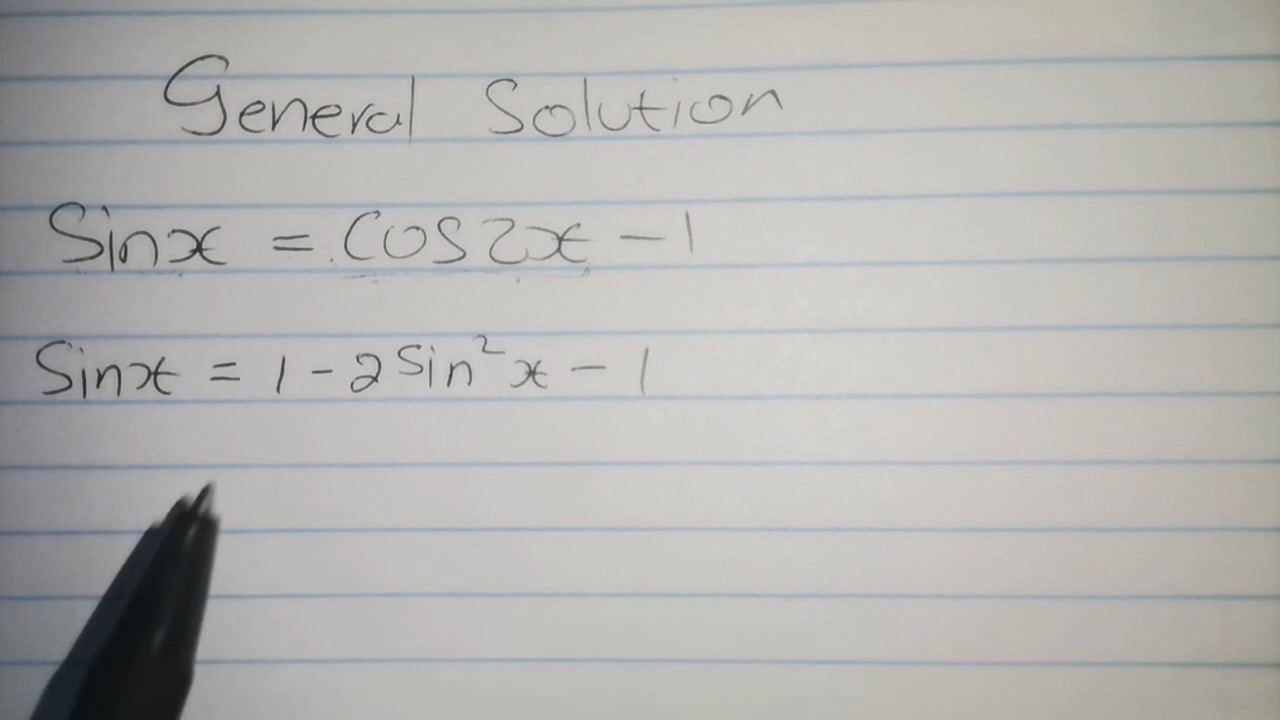 General Solution
Sinx = Cos2x - 1
Sinx = 1 - 2Sin²x - 1